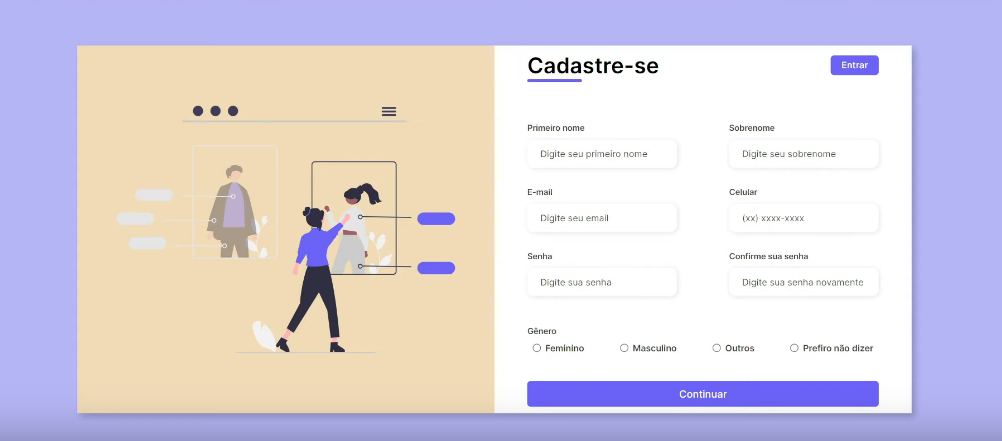 Cadastre-se
Entrar
Primeiro nome
Sobrenome
Digite seu primeiro nome
Digite seu sobrenome
E-mail
Celular
Digite seu email
(xx) xxxx-xxxx
Senha
Confirme sua senha
Digite sua senha
Digite sua senha novamente
Gênero
Feminino
Masculino
Outros
Prefiro não dizer
Continuar